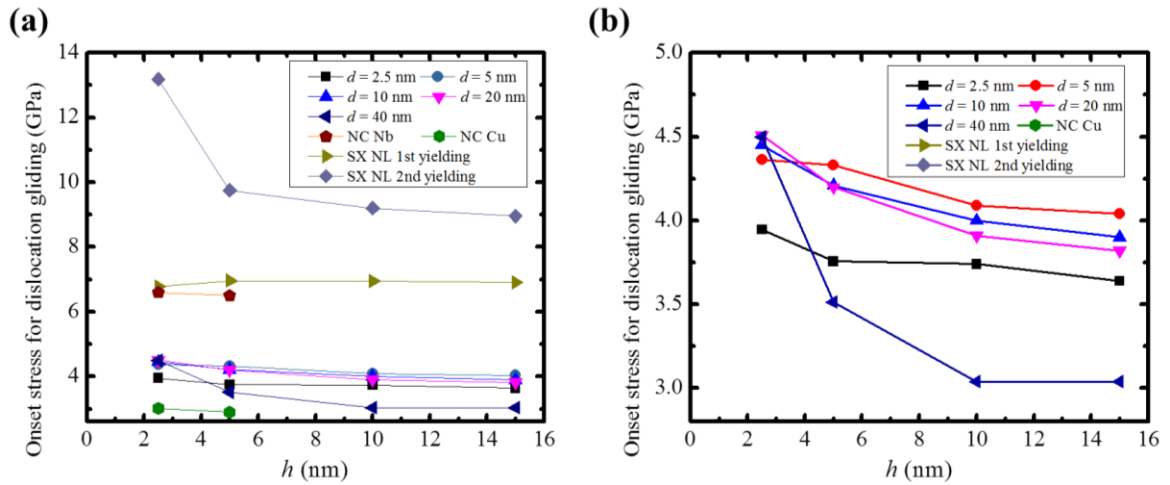 (a)
Onset stress for dislocation gliding (GPa)
14
12
10
8
6
4
0 2 4 6 8 10 12 14 16
h (nm)
d = 2.5 nm d = 5 nm
d = 10 nm d = 20 nm
d = 40 nm
NC Nb NC Cu
SX NL 1st yielding
SX NL 2nd yielding
(b)
Onset stress for dislocation gliding (GPa)
5.0
4.5
4.0
3.5
3.0
0 2 4 6 8 10 12 14 16
h (nm)
d = 2.5 nm d = 5 nm
d = 10 nm d = 20 nm
d = 40 nm NC Cu
SX NL 1st yielding
SX NL 2nd yielding